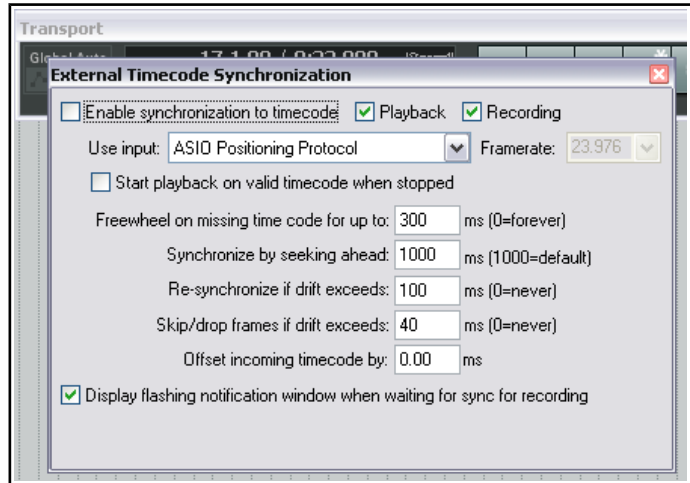 Transport
Global Auto
External Timecode Synchronization
Enable synchronization to timecode Playback Recording
Use input: ASIO Positioning Protocol Framerate: 23.976
Start playback on valid timecode when stopped
Freewheel on missing time code for up to: 300 ms (0=forever)
Synchronize by seeking ahead: 1000 ms (1000=default)
Re-synchronize if drift exceeds: 100 ms (0=never)
Skip/drop frames if drift exceeds: 40 ms (0=never)
Offset incoming timecode by: 0.00 ms
Display flashing notification window when waiting for sync for recording